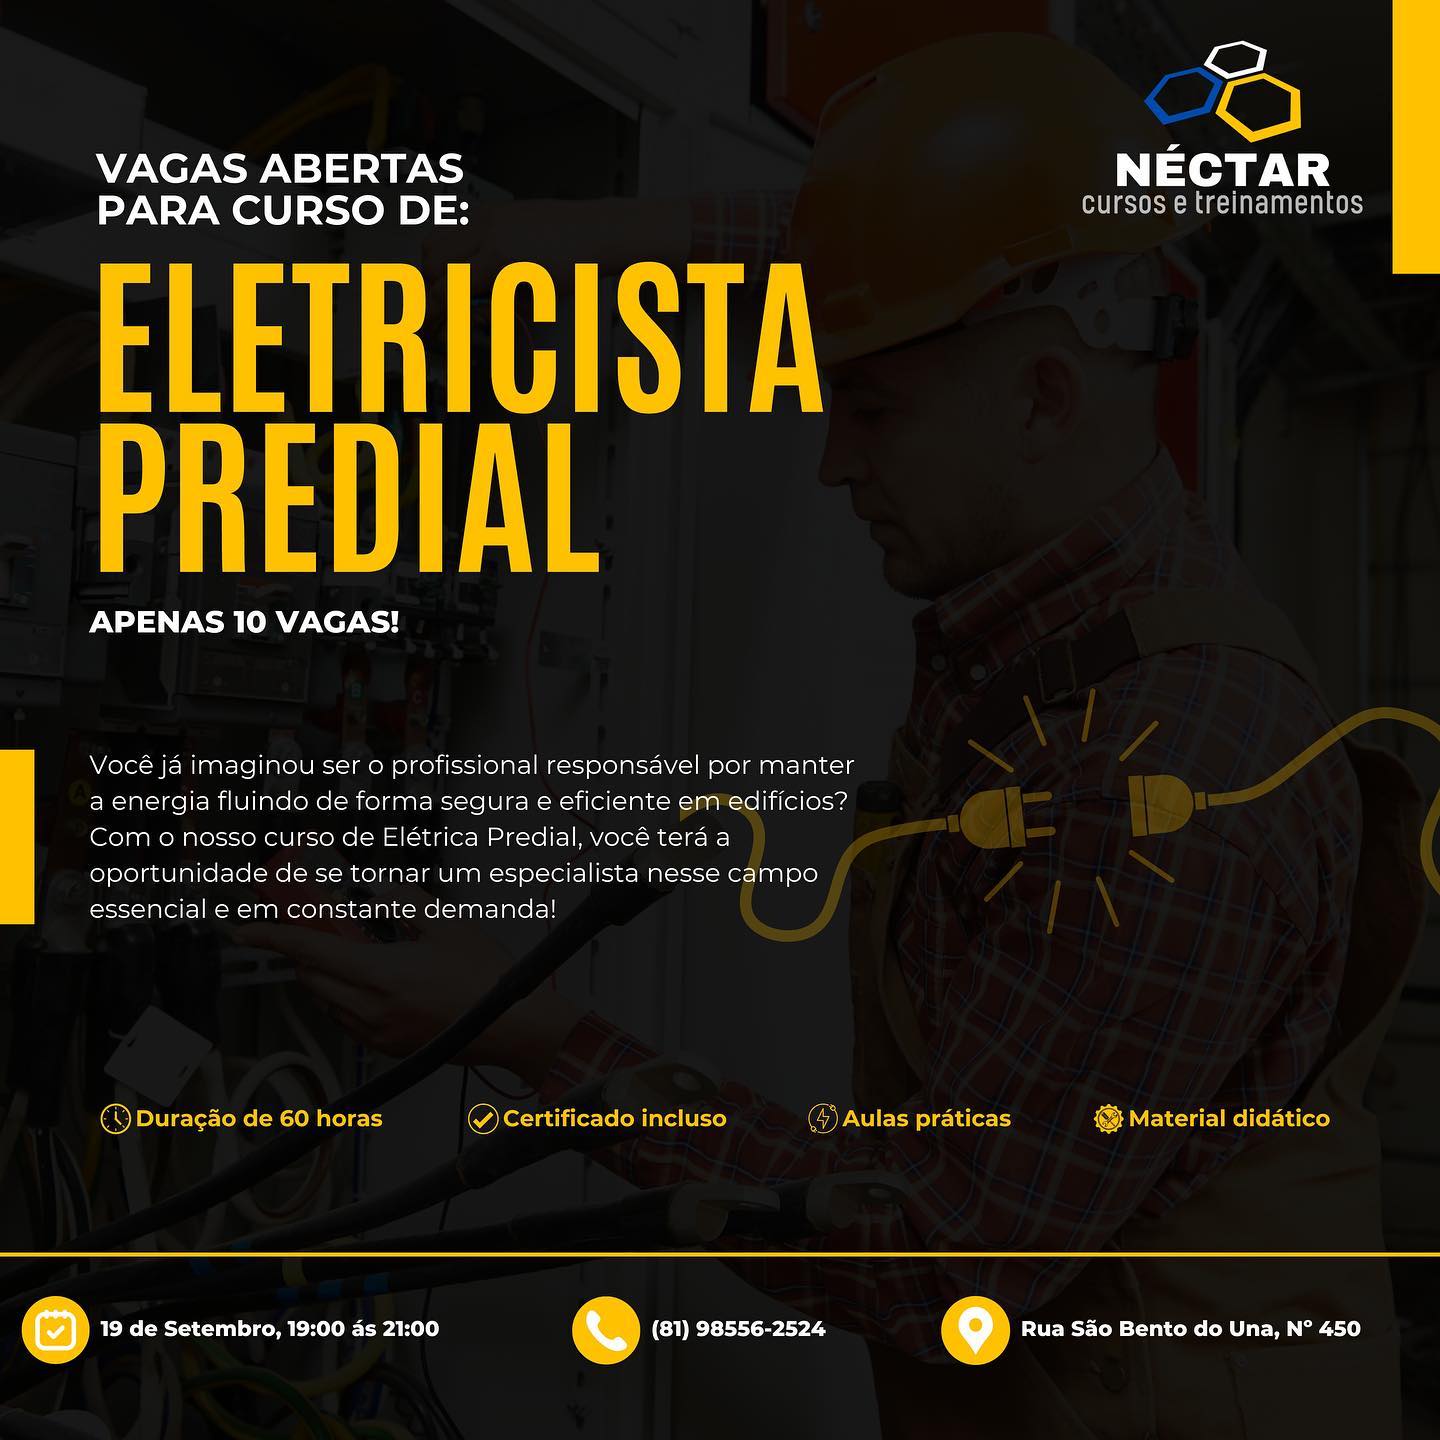 NÉCTAR
cursos e treinamentos
VAGAS ABERTAS
PARA CURSO DE:
ELETRICISTA
PREDIAL
APENAS 10 VAGAS!
Você já imaginou ser o profissional responsável por manter
a energia fluindo de forma segura e eficiente em edifícios?
Com o nosso curso de Elétrica Predial, você terá a
oportunidade de se tornar um especialista nesse campo
essencial e em constante demanda!
Duração de 60 horas
Certificado incluso
Aulas práticas
Material didático
19 de Setembro, 19:00 ás 21:00
(81) 98556-2524
Rua São Bento do Una, Nº 450